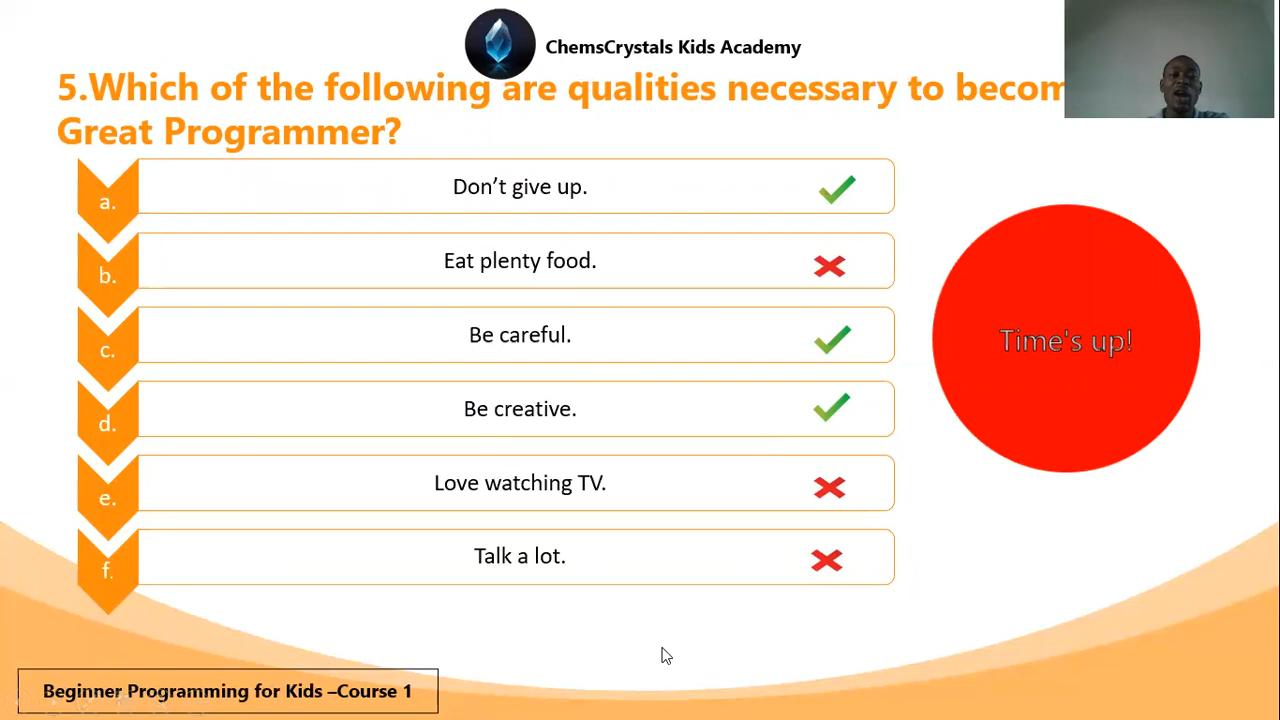 ChemsCrystals Kids Academy
5.Which of the following are qualities necessary to
Great Programmer?
a.
Don’t give up.
b.
Eat plenty food.
c.
Be careful.
d.
Be creative.
e.
Love watching TV.
f.
Talk a lot.
Time's up!
Beginner Programming for Kids –Course 1